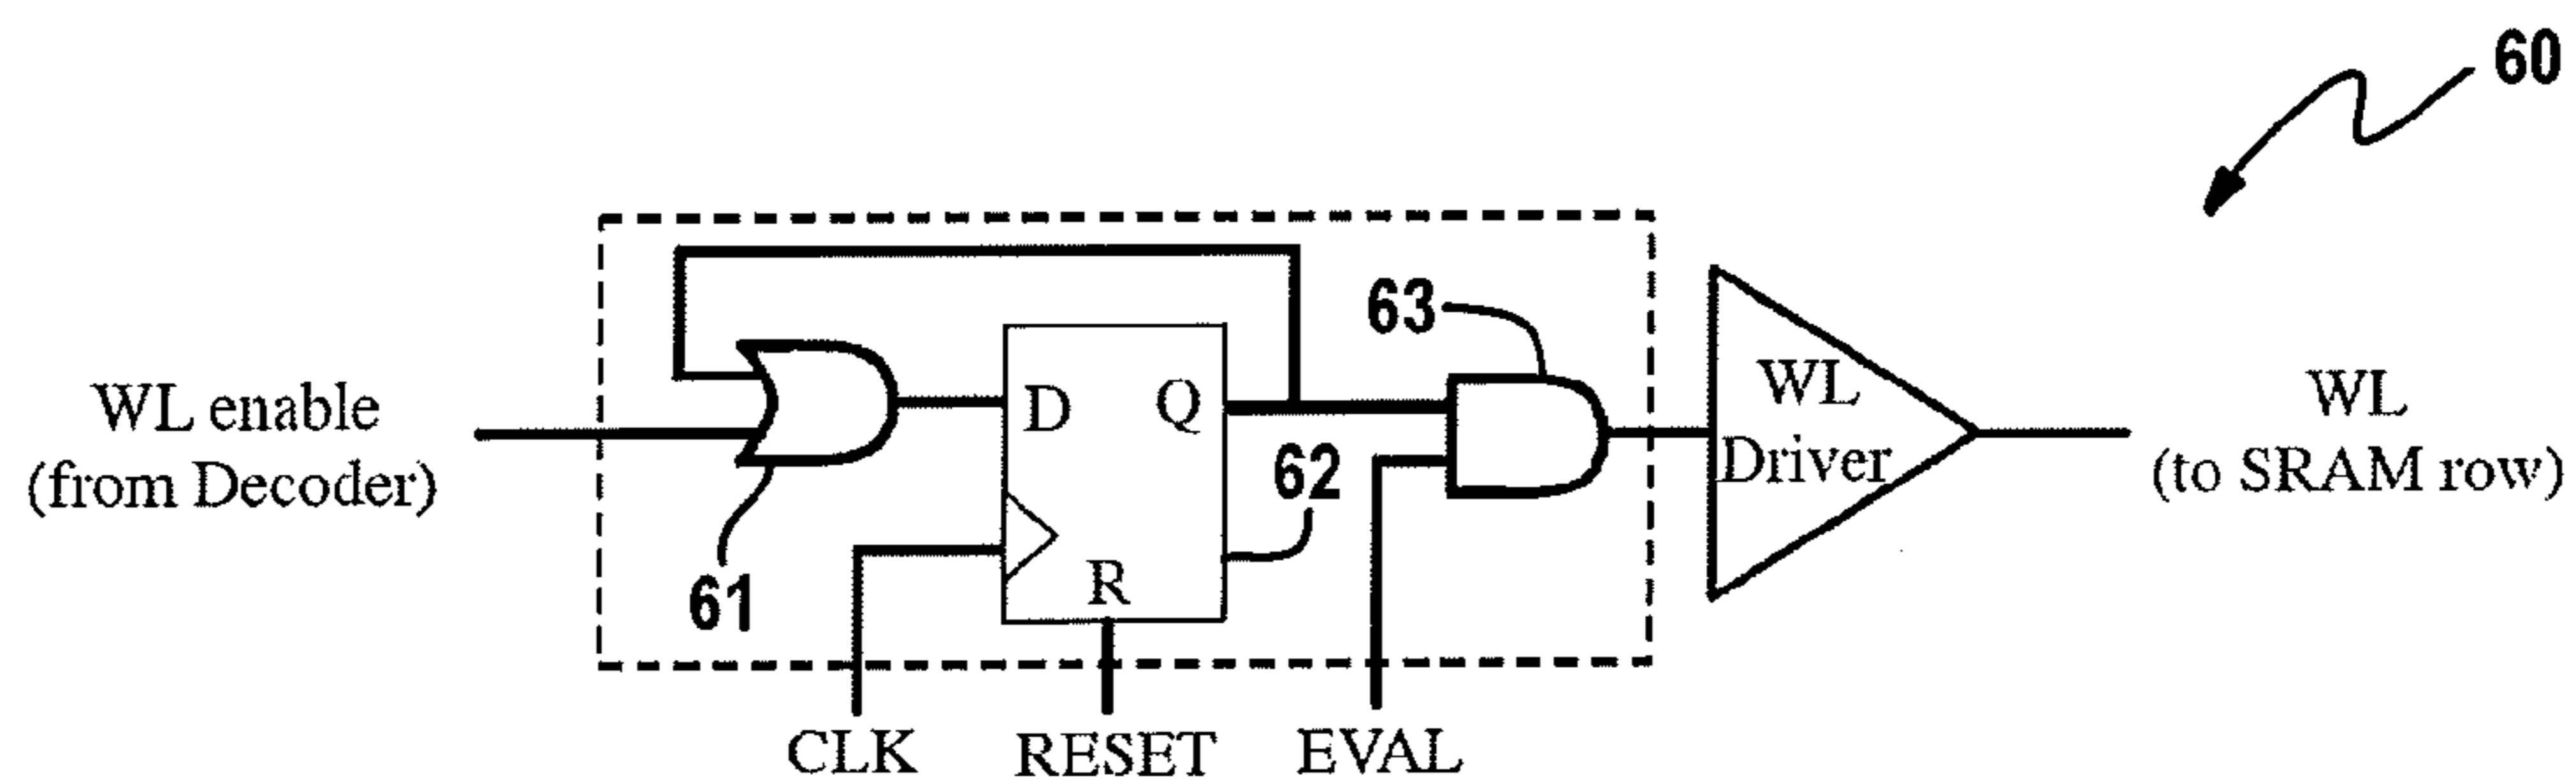 60
63
WL enable
(from Decoder)
D
Q
WL
Driver
WL
(to SRAM row)
62
61
R
CLK
RESET
EVAL